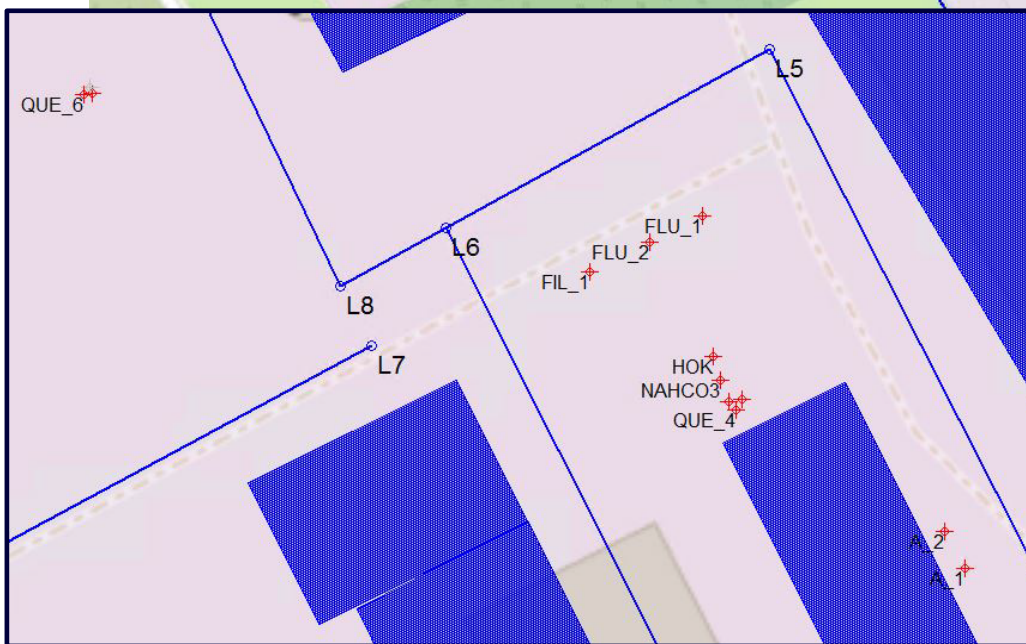 L5
QUE_6
FLU_1
L6
FLU_2
FIL_1
L8
L7
HOK
NAHCO3
QUE_4
A_2
A_1